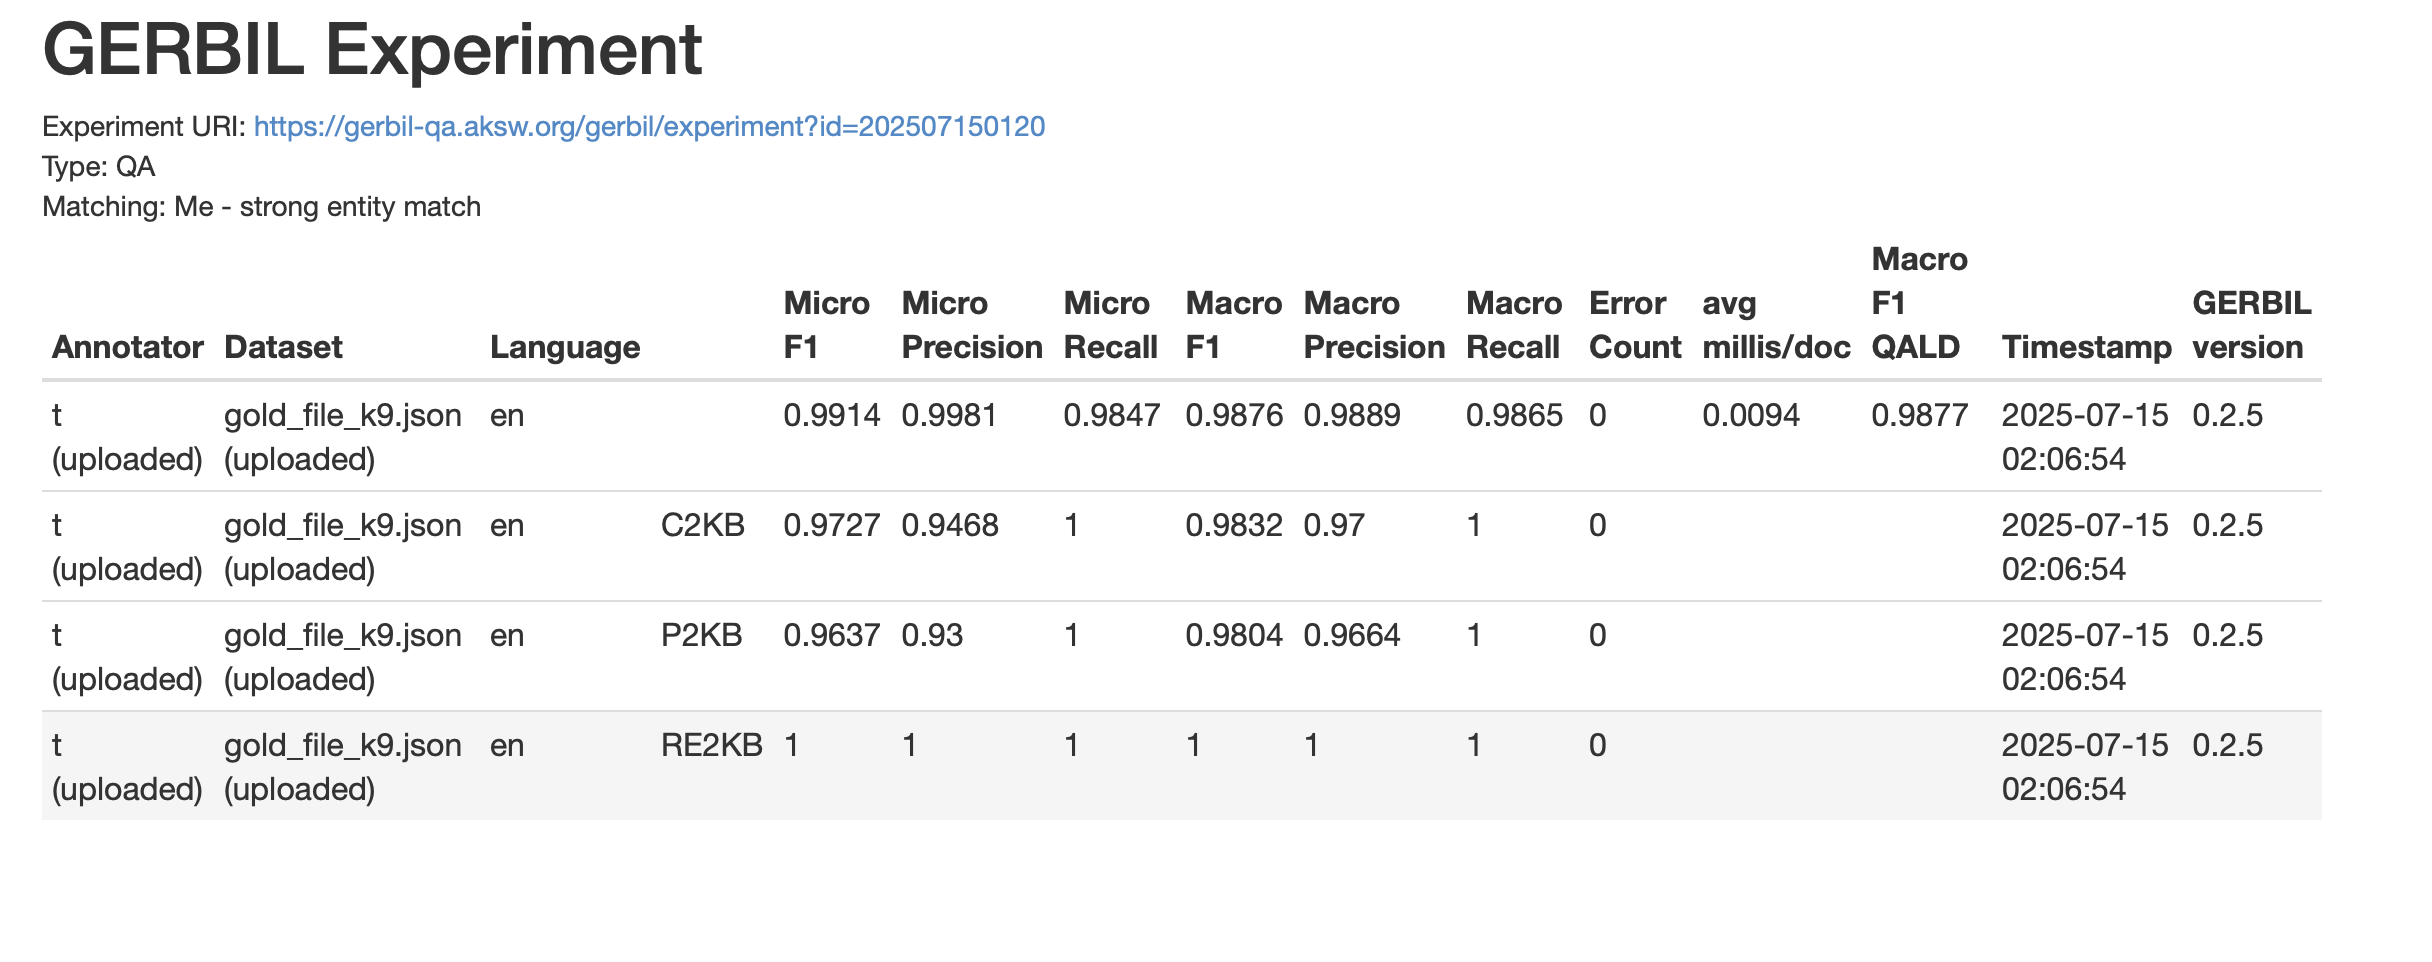 GERBIL Experiment
Experiment URI: https://gerbil-qa.aksw.org/gerbil/experiment?id=202507150120
Type: QA
Matching: Me - strong entity match
Annotator Dataset Language Micro F1 Micro Precision Micro Recall Macro F1 Macro Precision Macro Recall Error Count avg millis/doc Macro F1 QALD Timestamp GERBIL version
t (uploaded) gold_file_k9.json (uploaded) en 0.9914 0.9981 0.9847 0.9876 0.9889 0.9865 0 0.0094 0.9877 2025-07-15 02:06:54 0.2.5
t (uploaded) gold_file_k9.json (uploaded) en C2KB 0.9727 0.9468 1 0.9832 0.97 1 0 2025-07-15 02:06:54 0.2.5
t (uploaded) gold_file_k9.json (uploaded) en P2KB 0.9637 0.93 1 0.9804 0.9664 1 0 2025-07-15 02:06:54 0.2.5
t (uploaded) gold_file_k9.json (uploaded) en RE2KB 1 1 1 1 1 1 0 2025-07-15 02:06:54 0.2.5